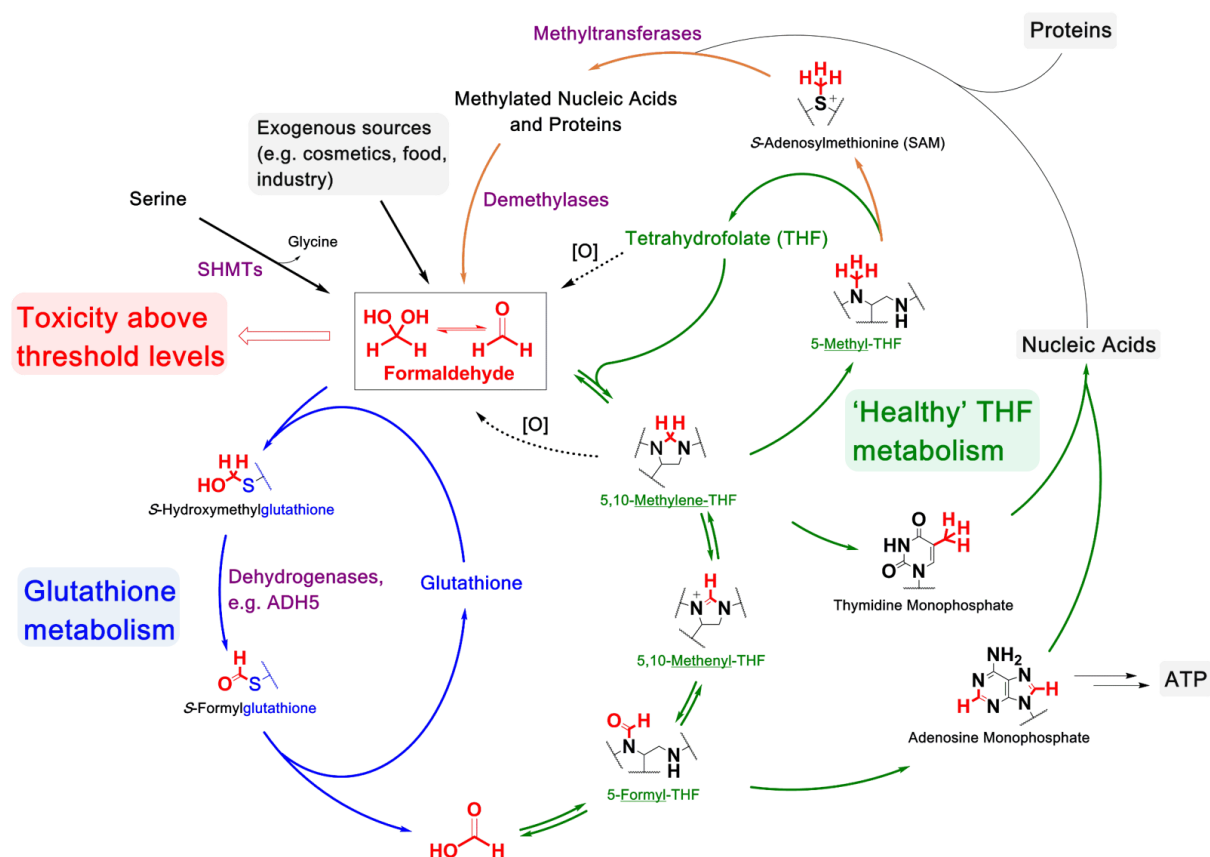 Methyltransferases
Proteins
H
H H
S +
S-Adenosylmethionine (SAM)
Methylated Nucleic Acids
and Proteins
Exogenous sources
(e.g. cosmetics, food,
industry)
Serine
Glycine
SHMTs
Demethylases
[O]
Tetrahydrofolate (THF)
H
H H
N
N
H
5-Methyl-THF
Nucleic Acids
Toxicity above
threshold levels
HO OH
H H
O
H H
Formaldehyde
[O]
'Healthy' THF
metabolism
H H
N N
5,10-Methylene-THF
H H
HO S
S-Hydroxymethylglutathione
O
HN
O N
H
H
H
Thymidine Monophosphate
Glutathione
metabolism
Dehydrogenases,
e.g. ADH5
Glutathione
H
+
N N
5,10-Methenyl-THF
H
O S
S-Formylglutathione
NH2
N N
H
H N N
Adenosine Monophosphate
ATP
O H
N
N
H
5-Formyl-THF
O
HO H